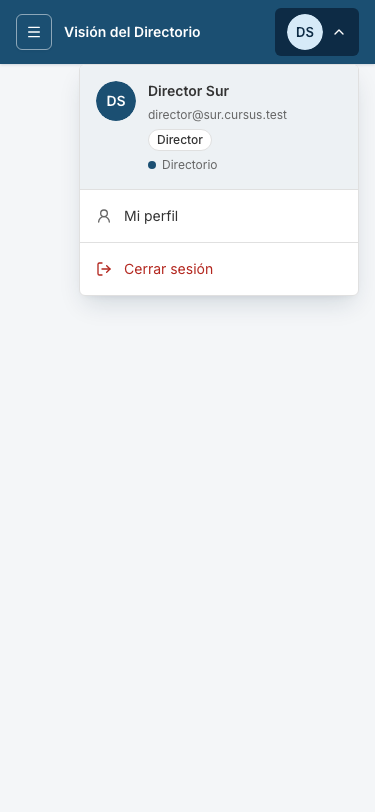 Visión del Directorio
DS
DS
Director Sur
director@sur.cursus.test
Director
Directorio
Mi perfil
Cerrar sesión